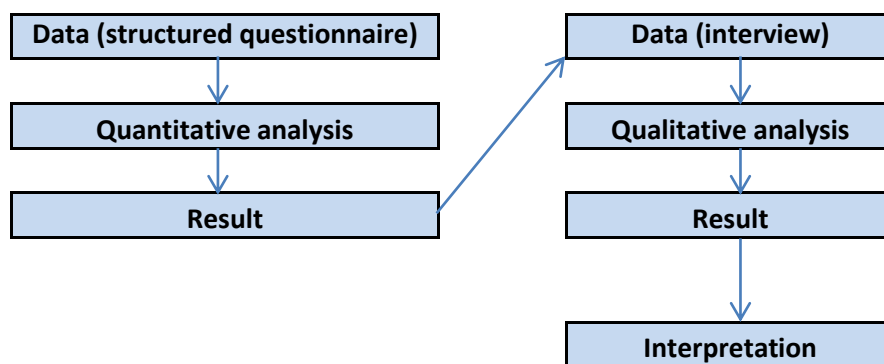 Data (structured questionnaire)
Quantitative analysis
Result
Data (interview)
Qualitative analysis
Result
Interpretation